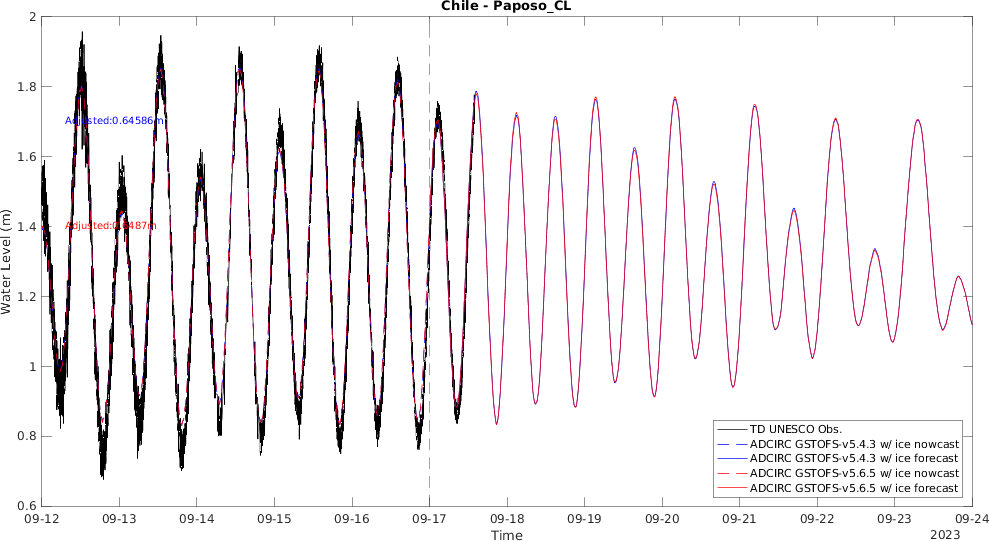 Chile - Paposo_CL
Water Level (m)
2
1.8
1.6
1.4
1.2
1
0.8
0.6
Adjusted:0.64586m
TD UNESCO Obs.
ADCIRC GSTOFS-v5.4.3 w/ ice nowcast
ADCIRC GSTOFS-v5.4.3 w/ ice forecast
ADCIRC GSTOFS-v5.6.5 w/ ice nowcast
ADCIRC GSTOFS-v5.6.5 w/ ice forecast
09-12 09-13 09-14 09-15 09-16 09-17 09-18 09-19 09-20 09-21 09-22 09-23 09-24
Time
2023